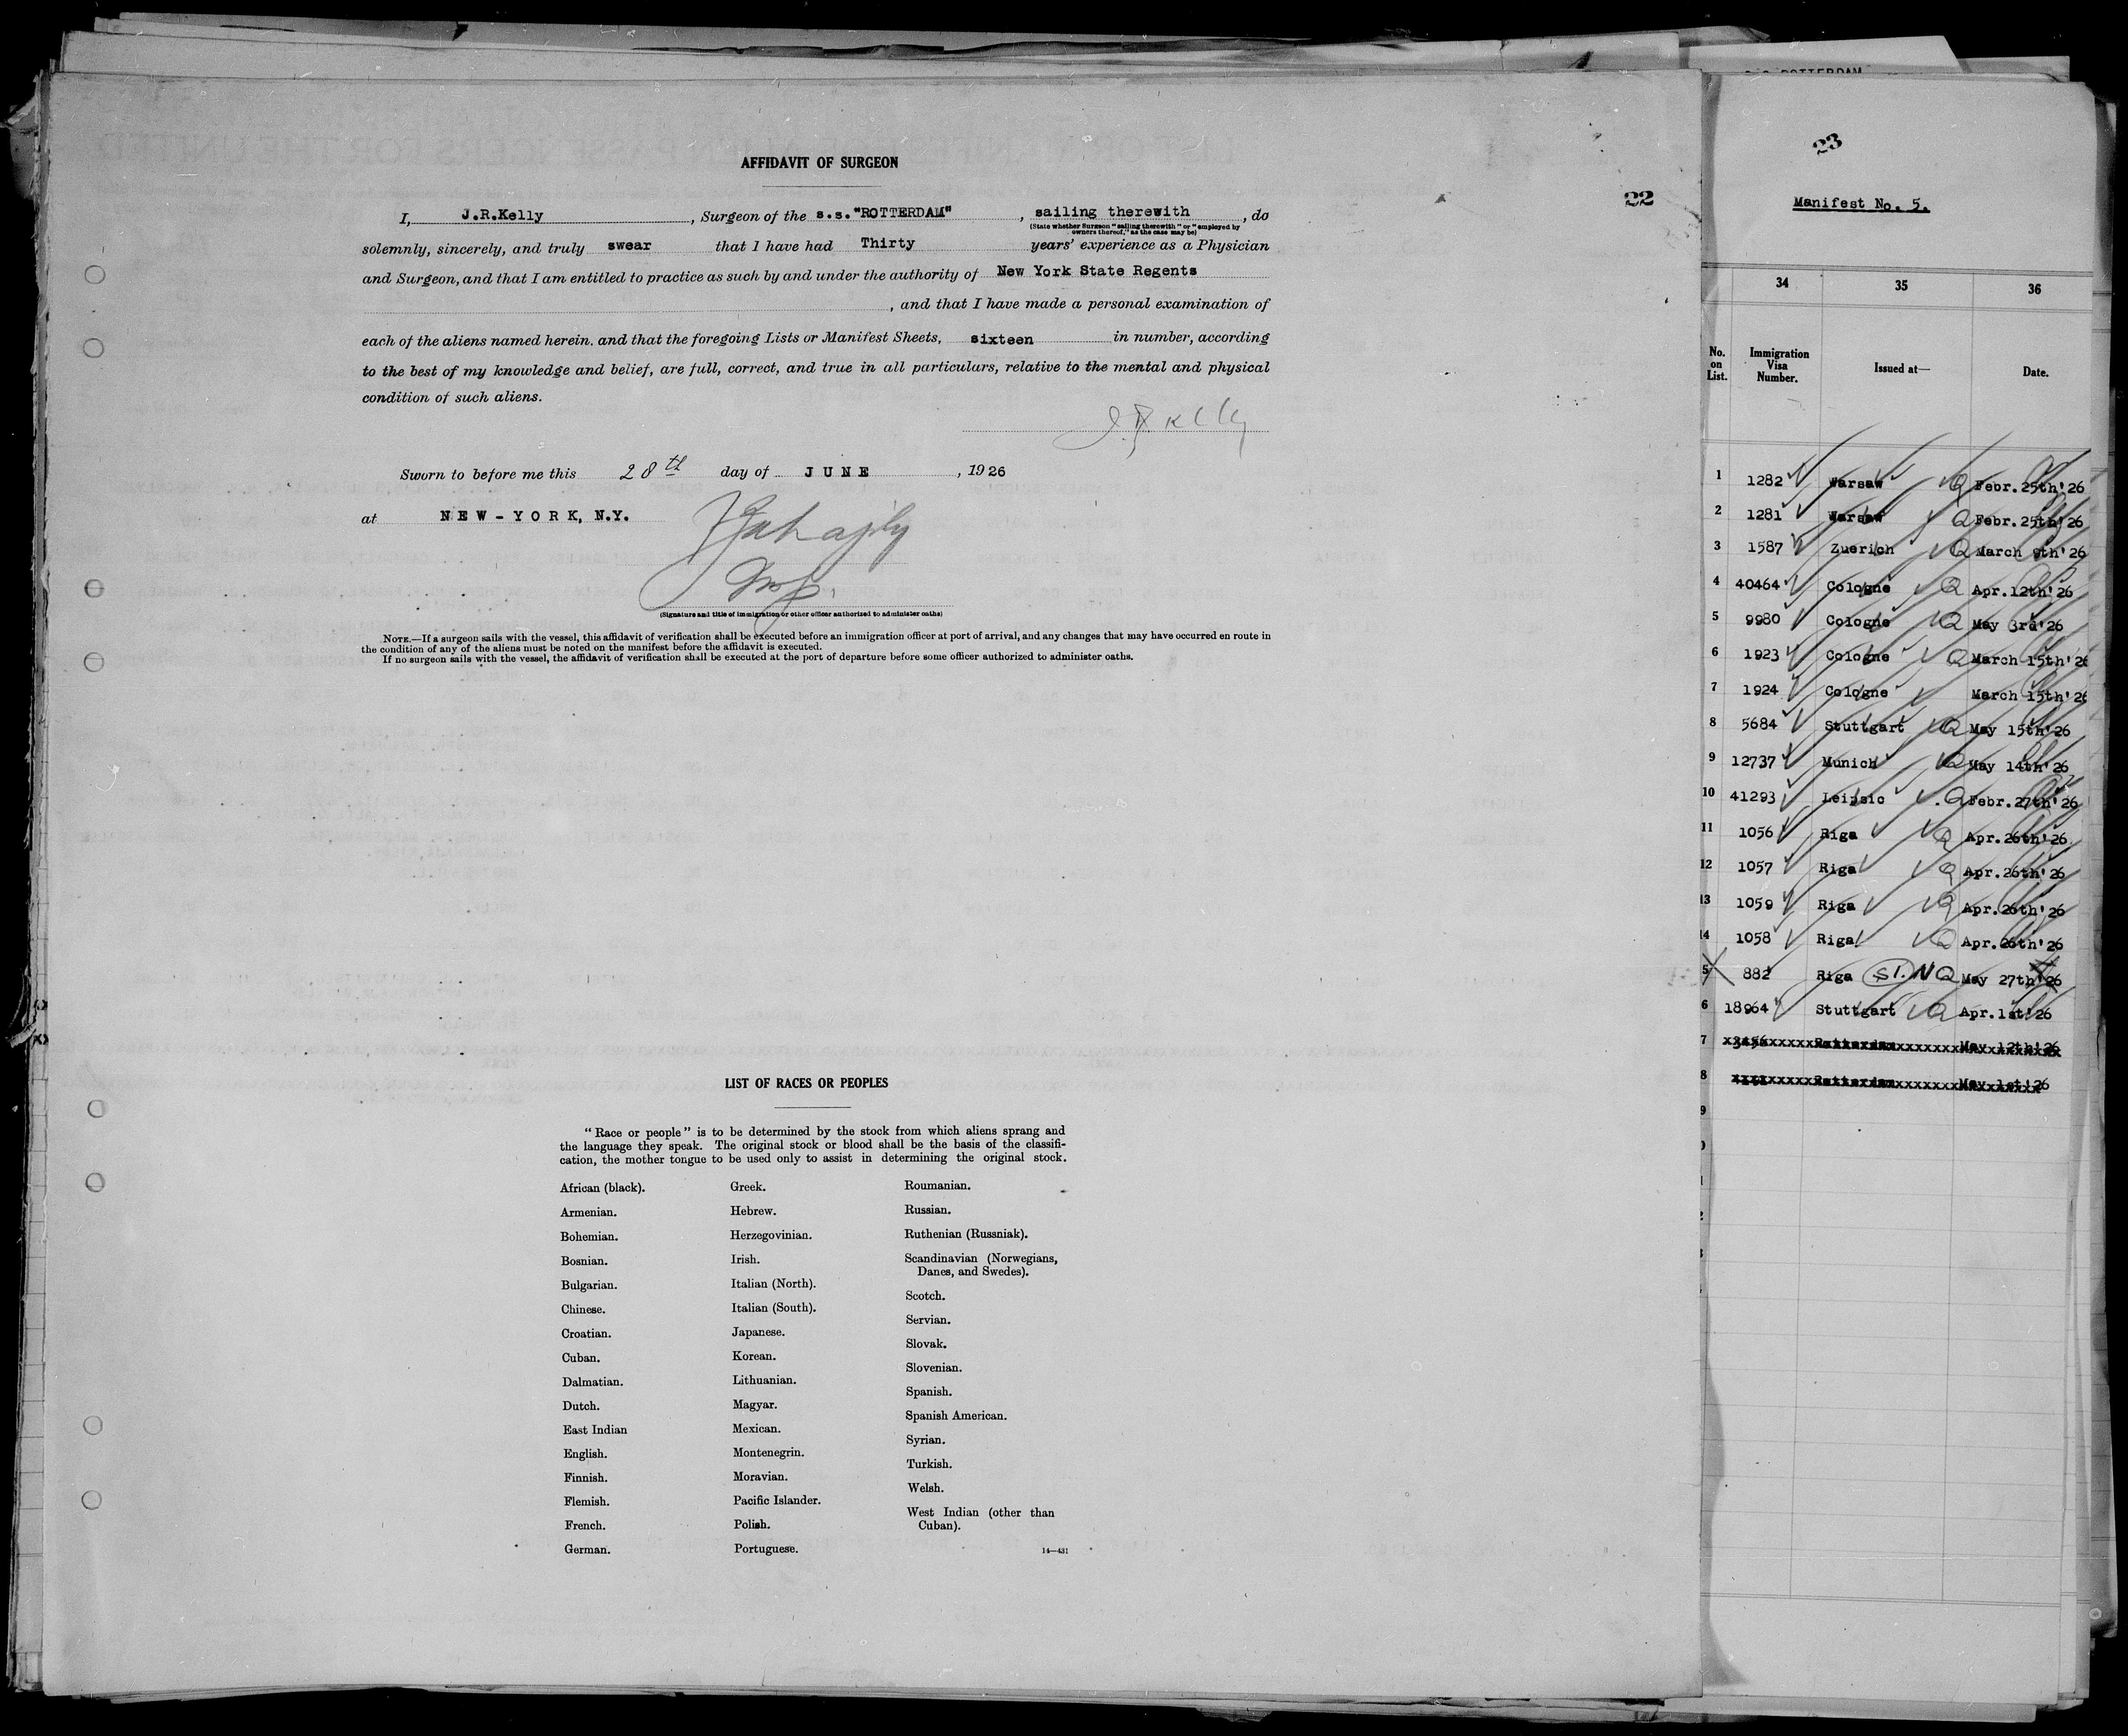 AFFIDAVIT OF SURGEON
22
I, J.R.Kelly, Surgeon of the s.s."ROTTERDAM", sailing therewith, do
(State whether Surgeon "sailing therewith" or "employed by
owners thereof," as the case may be)
solemnly, sincerely, and truly swear that I have had Thirty years' experience as a Physician
and Surgeon, and that I am entitled to practice as such by and under the authority of New York State Regents
, and that I have made a personal examination of
each of the aliens named herein. and that the foregoing Lists or Manifest Sheets, sixteen in number, according
to the best of my knowledge and belief, are full, correct, and true in all particulars, relative to the mental and physical
condition of such aliens.
J.R. Kelly
Sworn to before me this 28th day of JUNE, 1926
at NEW-YORK, N.Y.
(Signature and title of immigration or other officer authorized to administer oaths)
NOTE.—If a surgeon sails with the vessel, this affidavit of verification shall be executed before an immigration officer at port of arrival, and any changes that may have occurred en route in
the condition of any of the aliens must be noted on the manifest before the affidavit is executed.
If no surgeon sails with the vessel, the affidavit of verification shall be executed at the port of departure before some officer authorized to administer oaths.
LIST OF RACES OR PEOPLES
"Race or people" is to be determined by the stock from which aliens sprang and
the language they speak. The original stock or blood shall be the basis of the classifi-
cation, the mother tongue to be used only to assist in determining the original stock.
African (black).
Armenian.
Bohemian.
Bosnian.
Bulgarian.
Chinese.
Croatian.
Cuban.
Dalmatian.
Dutch.
East Indian
English.
Finnish.
Flemish.
French.
German.
Greek.
Hebrew.
Herzegovinian.
Irish.
Italian (North).
Italian (South).
Japanese.
Korean.
Lithuanian.
Magyar.
Mexican.
Montenegrin.
Moravian.
Pacific Islander.
Polish.
Portuguese.
Roumanian.
Russian.
Ruthenian (Russniak).
Scandinavian (Norwegians,
Danes, and Swedes).
Scotch.
Servian.
Slovak.
Slovenian.
Spanish.
Spanish American.
Syrian.
Turkish.
Welsh.
West Indian (other than
Cuban).
14—431
ROTTERDAM
23
Manifest No. 5.
34 35 36
No. on List. Immigration Visa Number. Issued at— Date.
1 1282 Warsaw Q Febr.25th'26
2 1281 Warsaw Q Febr.25th'26
3 1587 Zuerich Q March 9th'26
4 40464 Cologne Q Apr.12th'26
5 9980 Cologne Q May 3rd'26
6 1923 Cologne Q March 15th'26
7 1924 Cologne March 15th'26
8 5684 Stuttgart Q May 15th'26
9 12737 Munich Q May 14th'26
10 41293 Leipsic Q Febr.27th'26
11 1056 Riga Q Apr.26th'26
12 1057 Riga Q Apr.26th'26
13 1059 Riga Q Apr.26th'26
14 1058 Riga Q Apr.26th'26
5 882 Riga S.I. NQ May 27th'26
6 18964 Stuttgart Q Apr.1st'26
7 Rotterdam May 12th'26
8 Rotterdam May 1st'26
9